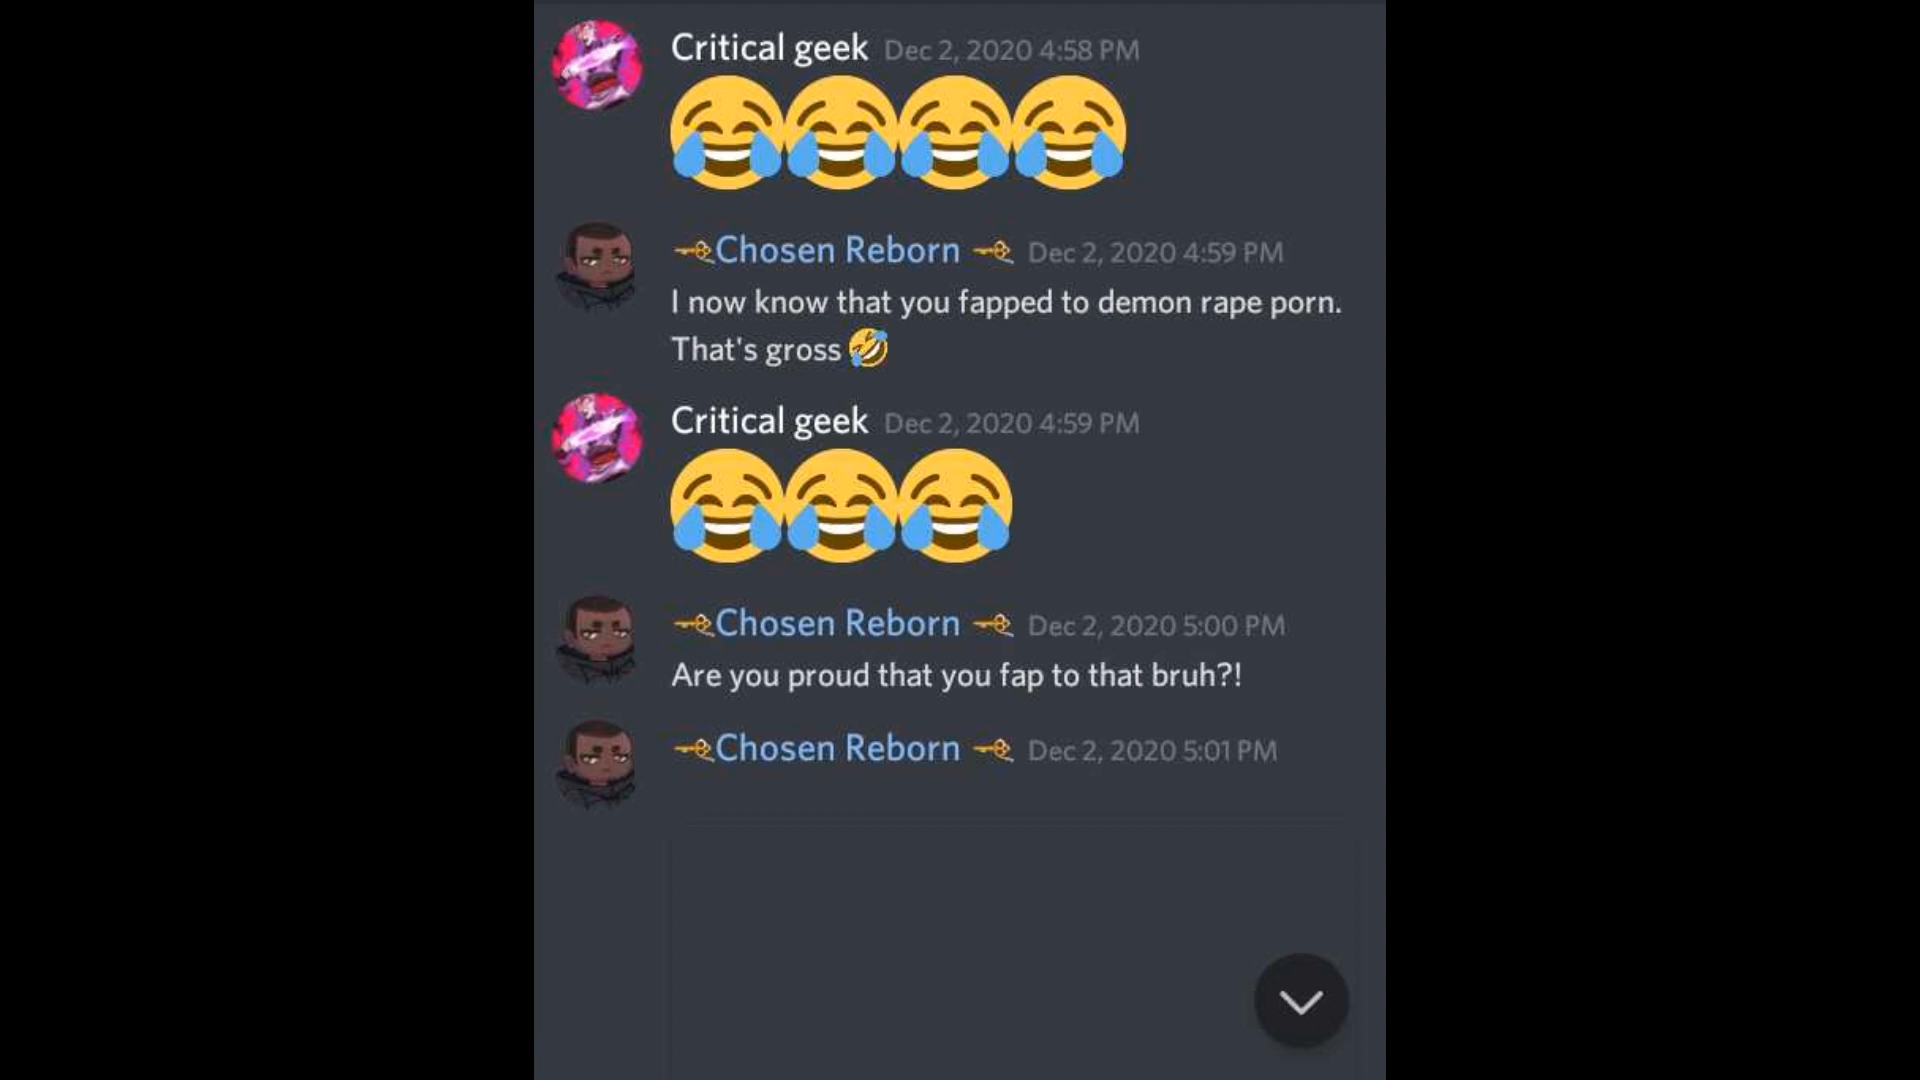 Critical geek Dec 2, 2020 4:58 PM
😂😂😂😂
Chosen Reborn Dec 2, 2020 4:59 PM
I now know that you fapped to demon rape porn.
That's gross 🤣
Critical geek Dec 2, 2020 4:59 PM
😂😂😂
Chosen Reborn Dec 2, 2020 5:00 PM
Are you proud that you fap to that bruh?!
Chosen Reborn Dec 2, 2020 5:01 PM